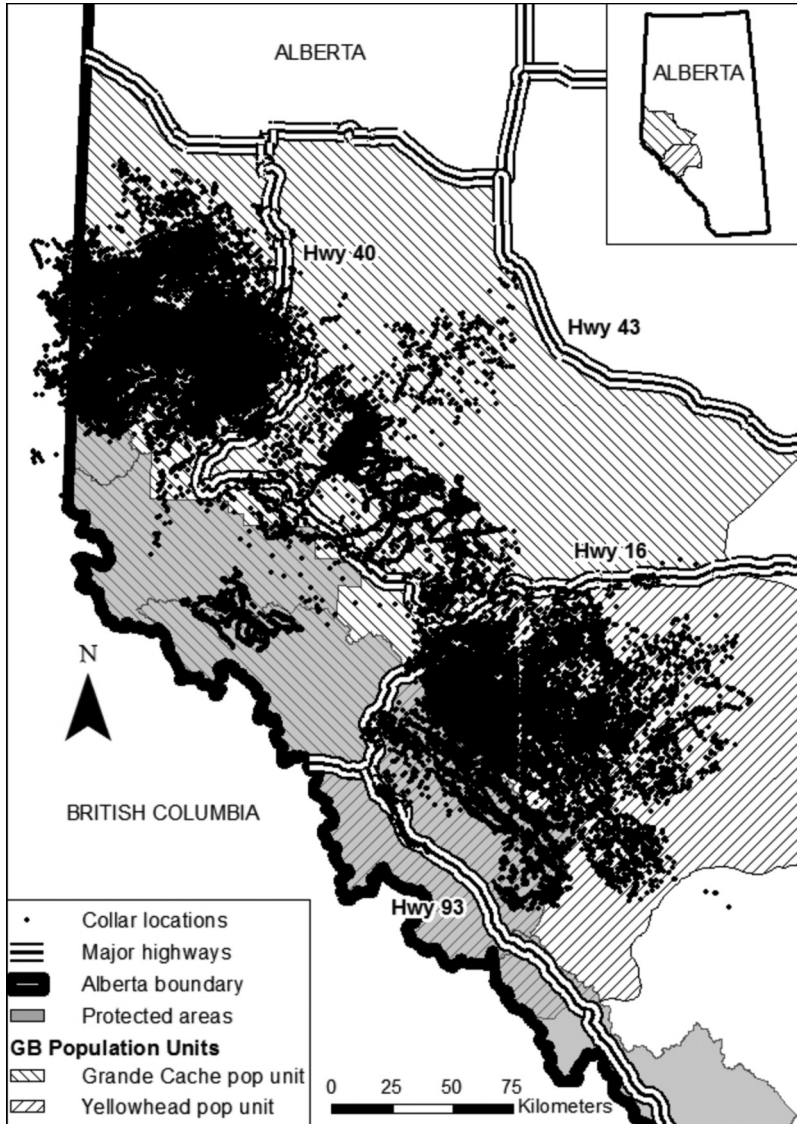 ALBERTA
ALBERTA
Hwy 40
Hwy 43
Hwy 16
N
BRITISH COLUMBIA
Hwy 93
Collar locations
Major highways
Alberta boundary
Protected areas
GB Population Units
Grande Cache pop unit
Yellowhead pop unit
0 25 50 75
Kilometers